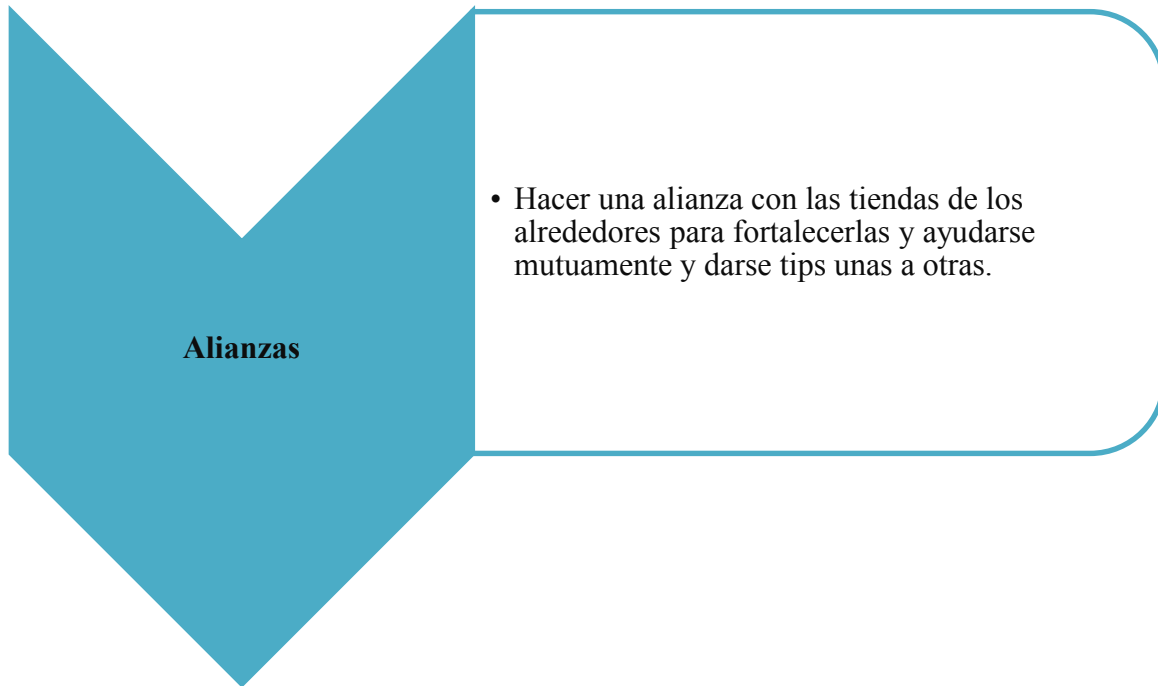 Alianzas
• Hacer una alianza con las tiendas de los
alrededores para fortalecerlas y ayudarse
mutuamente y darse tips unas a otras.